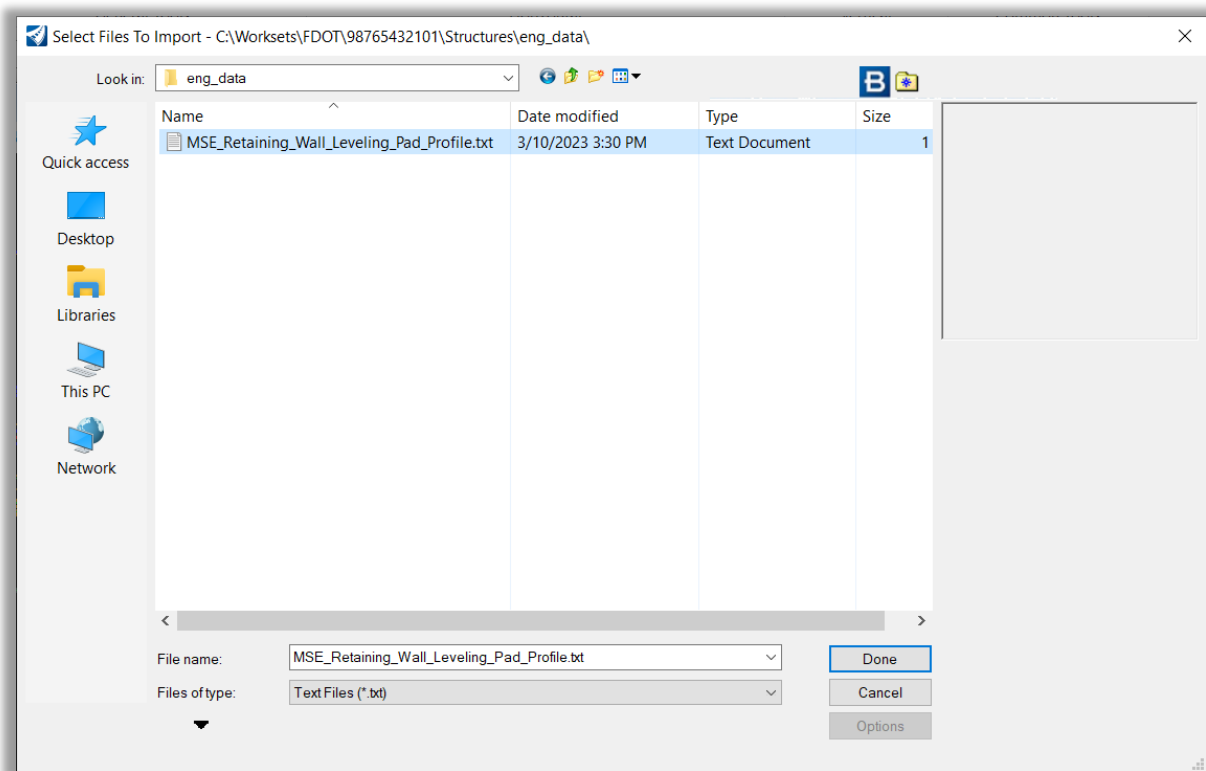 Select Files To Import - C:\Worksets\FDOT\98765432101\Structures\eng_data\
Look in: eng_data
Name Date modified Type Size
MSE_Retaining_Wall_Leveling_Pad_Profile.txt 3/10/2023 3:30 PM Text Document 1
Quick access
Desktop
Libraries
This PC
Network
File name: MSE_Retaining_Wall_Leveling_Pad_Profile.txt Done
Files of type: Text Files (*.txt) Cancel
Options